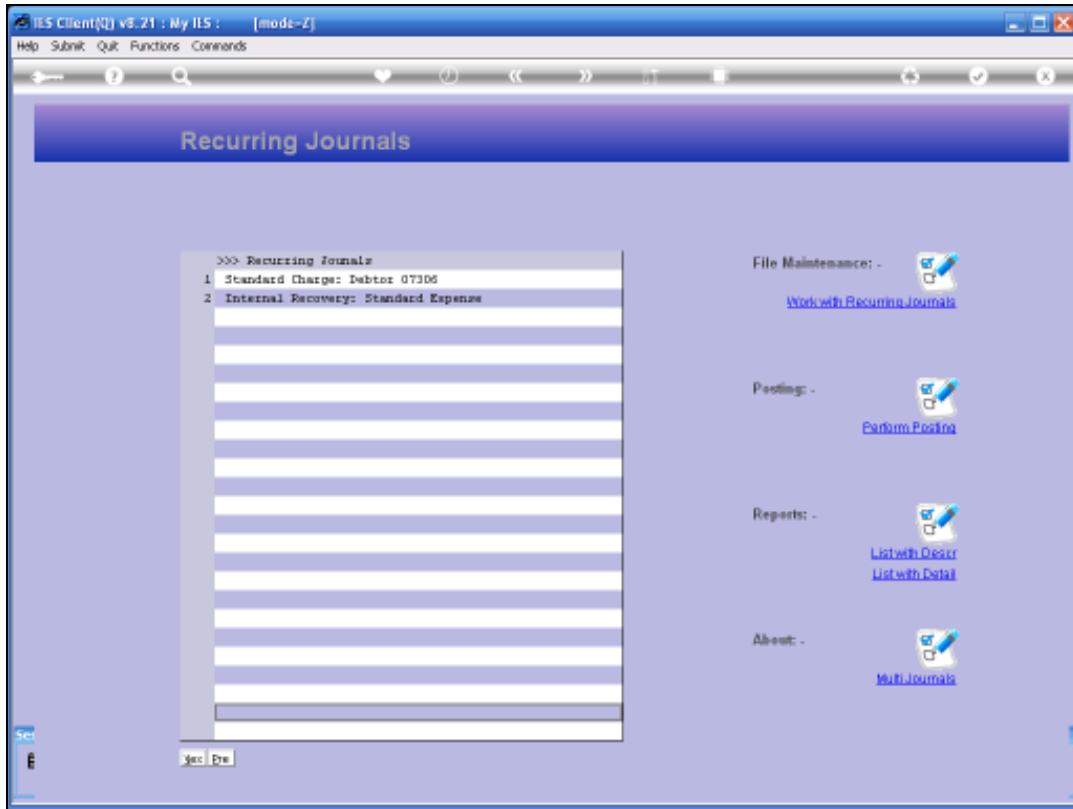 IES Client(Q) v8.21 : My IES : [mode-Z]
Help Submit Quit Functions Commands
Recurring Journals
>>> Recurring Jounals
1 Standard Charge: Debtor 07306
2 Internal Recovery: Standard Expense
File Maintenance: -
Work with Recurring Journals
Posting: -
Perform Posting
Reports: -
List with Descr
List with Detail
About: -
Multi Journals
Nex Pre